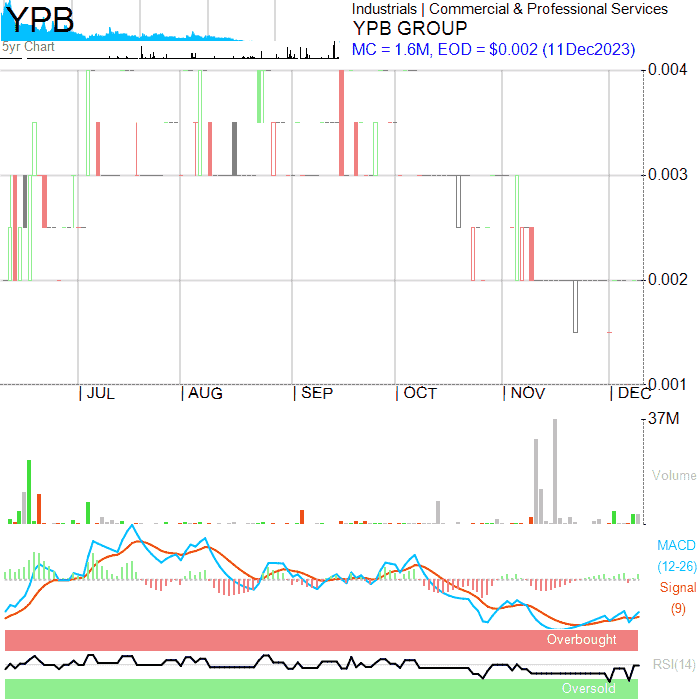 YPB
5yr Chart
Industrials | Commercial & Professional Services
YPB GROUP
MC = 1.6M, EOD = $0.002 (11Dec2023)
0.004
0.003
0.002
0.001
JUL
AUG
SEP
OCT
NOV
DEC
37M
Volume
MACD
(12-26)
Signal
(9)
Overbought
RSI(14)
Oversold